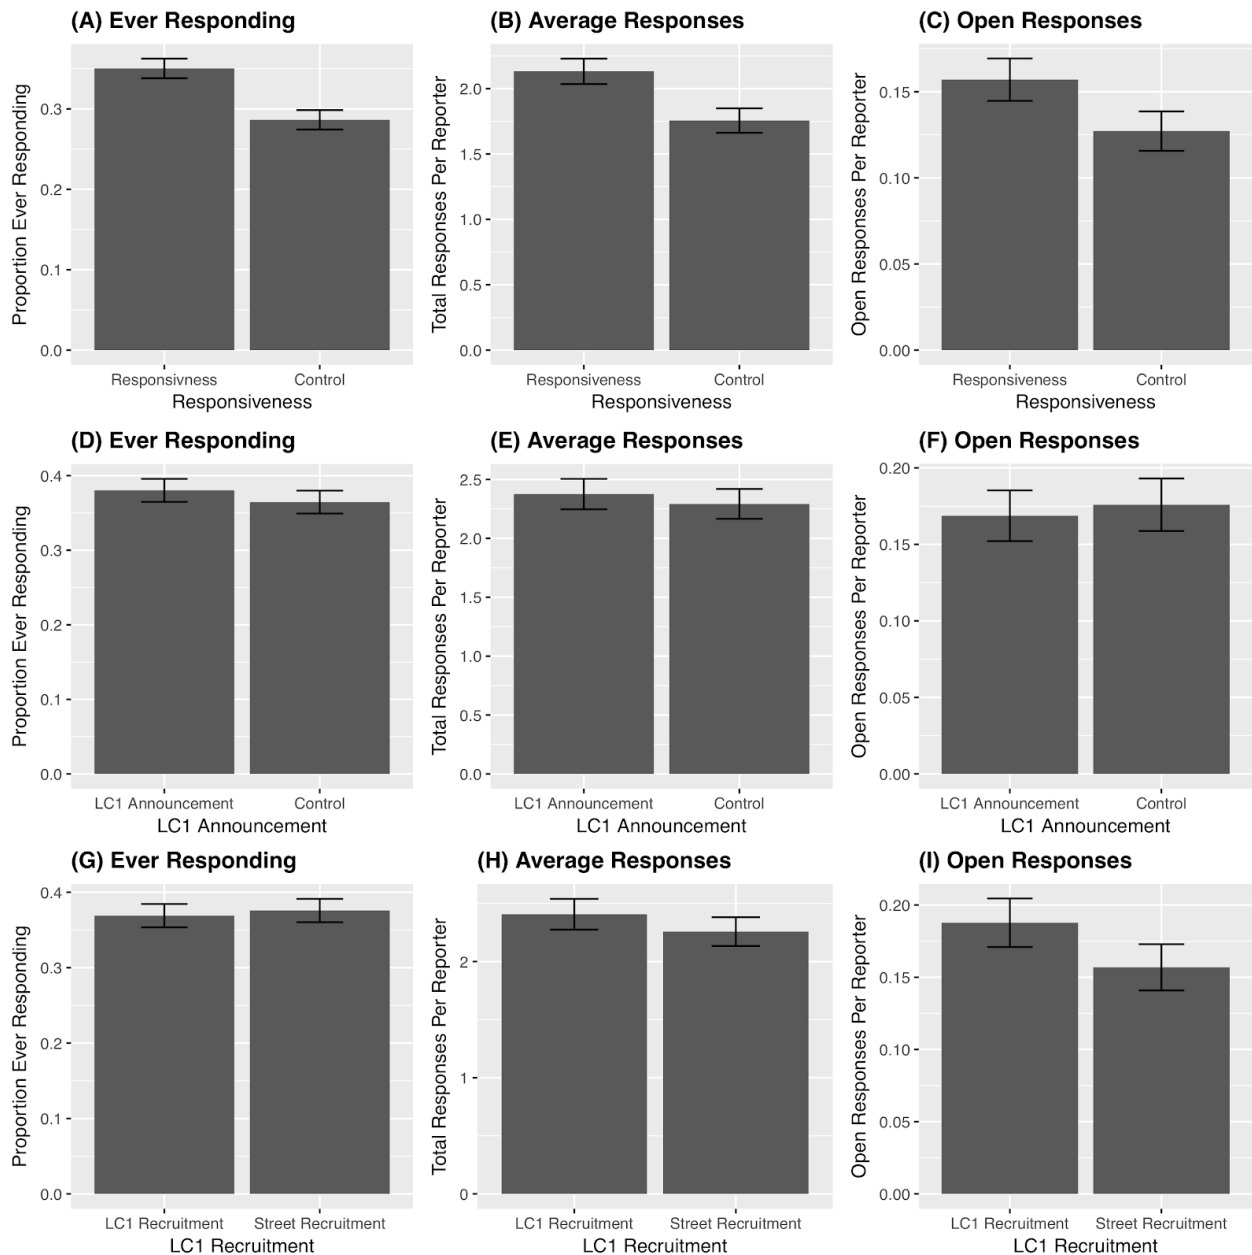 (A) Ever Responding
Proportion Ever Responding
0.3
0.2
0.1
0.0
Responsivness
Control
Responsiveness
(B) Average Responses
Total Responses Per Reporter
2.0
1.5
1.0
0.5
0.0
Responsiveness
Control
Responsiveness
(C) Open Responses
Open Responses Per Reporter
0.15
0.10
0.05
0.00
Responsiveness
Control
Responsiveness
(D) Ever Responding
Proportion Ever Responding
0.4
0.3
0.2
0.1
0.0
LC1 Announcement
Control
LC1 Announcement
(E) Average Responses
Total Responses Per Reporter
2.5
2.0
1.5
1.0
0.5
0.0
LC1 Announcement
Control
LC1 Announcement
(F) Open Responses
Open Responses Per Reporter
0.20
0.15
0.10
0.05
0.00
LC1 Announcement
Control
LC1 Announcement
(G) Ever Responding
Proportion Ever Responding
0.4
0.3
0.2
0.1
0.0
LC1 Recruitment
Street Recruitment
LC1 Recruitment
(H) Average Responses
Total Responses Per Reporter
2
1
0
LC1 Recruitment
Street Recruitment
LC1 Recruitment
(I) Open Responses
Open Responses Per Reporter
0.20
0.15
0.10
0.05
0.00
LC1 Recruitment
Street Recruitment
LC1 Recruitment